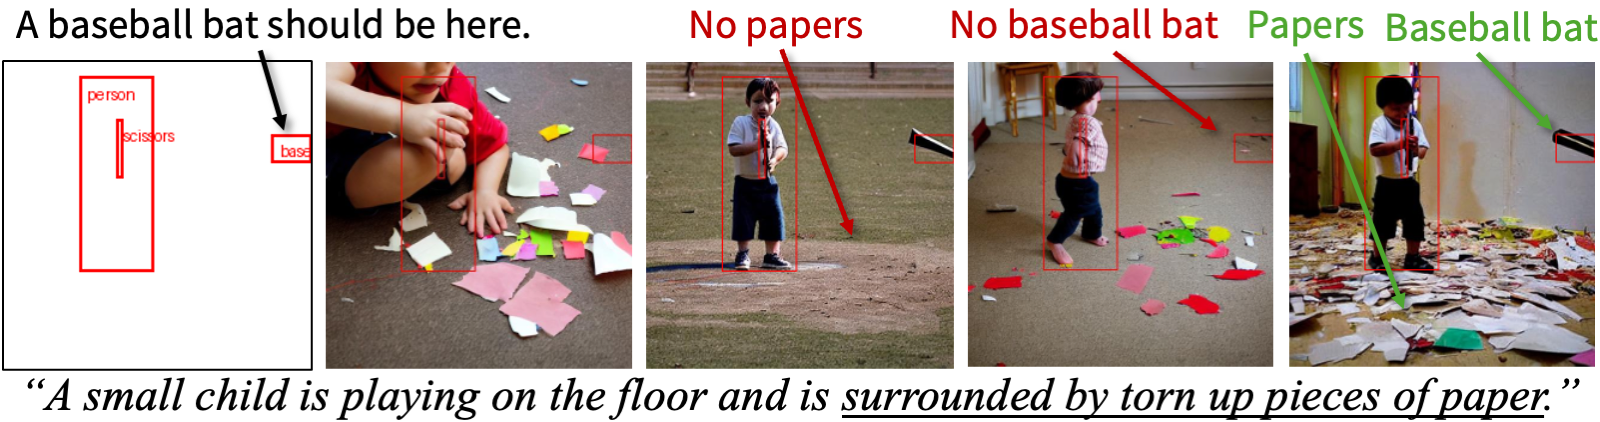 A baseball bat should be here.
No papers
No baseball bat
Papers
Baseball bat
person
scissors
base
“A small child is playing on the floor and is surrounded by torn up pieces of paper.”